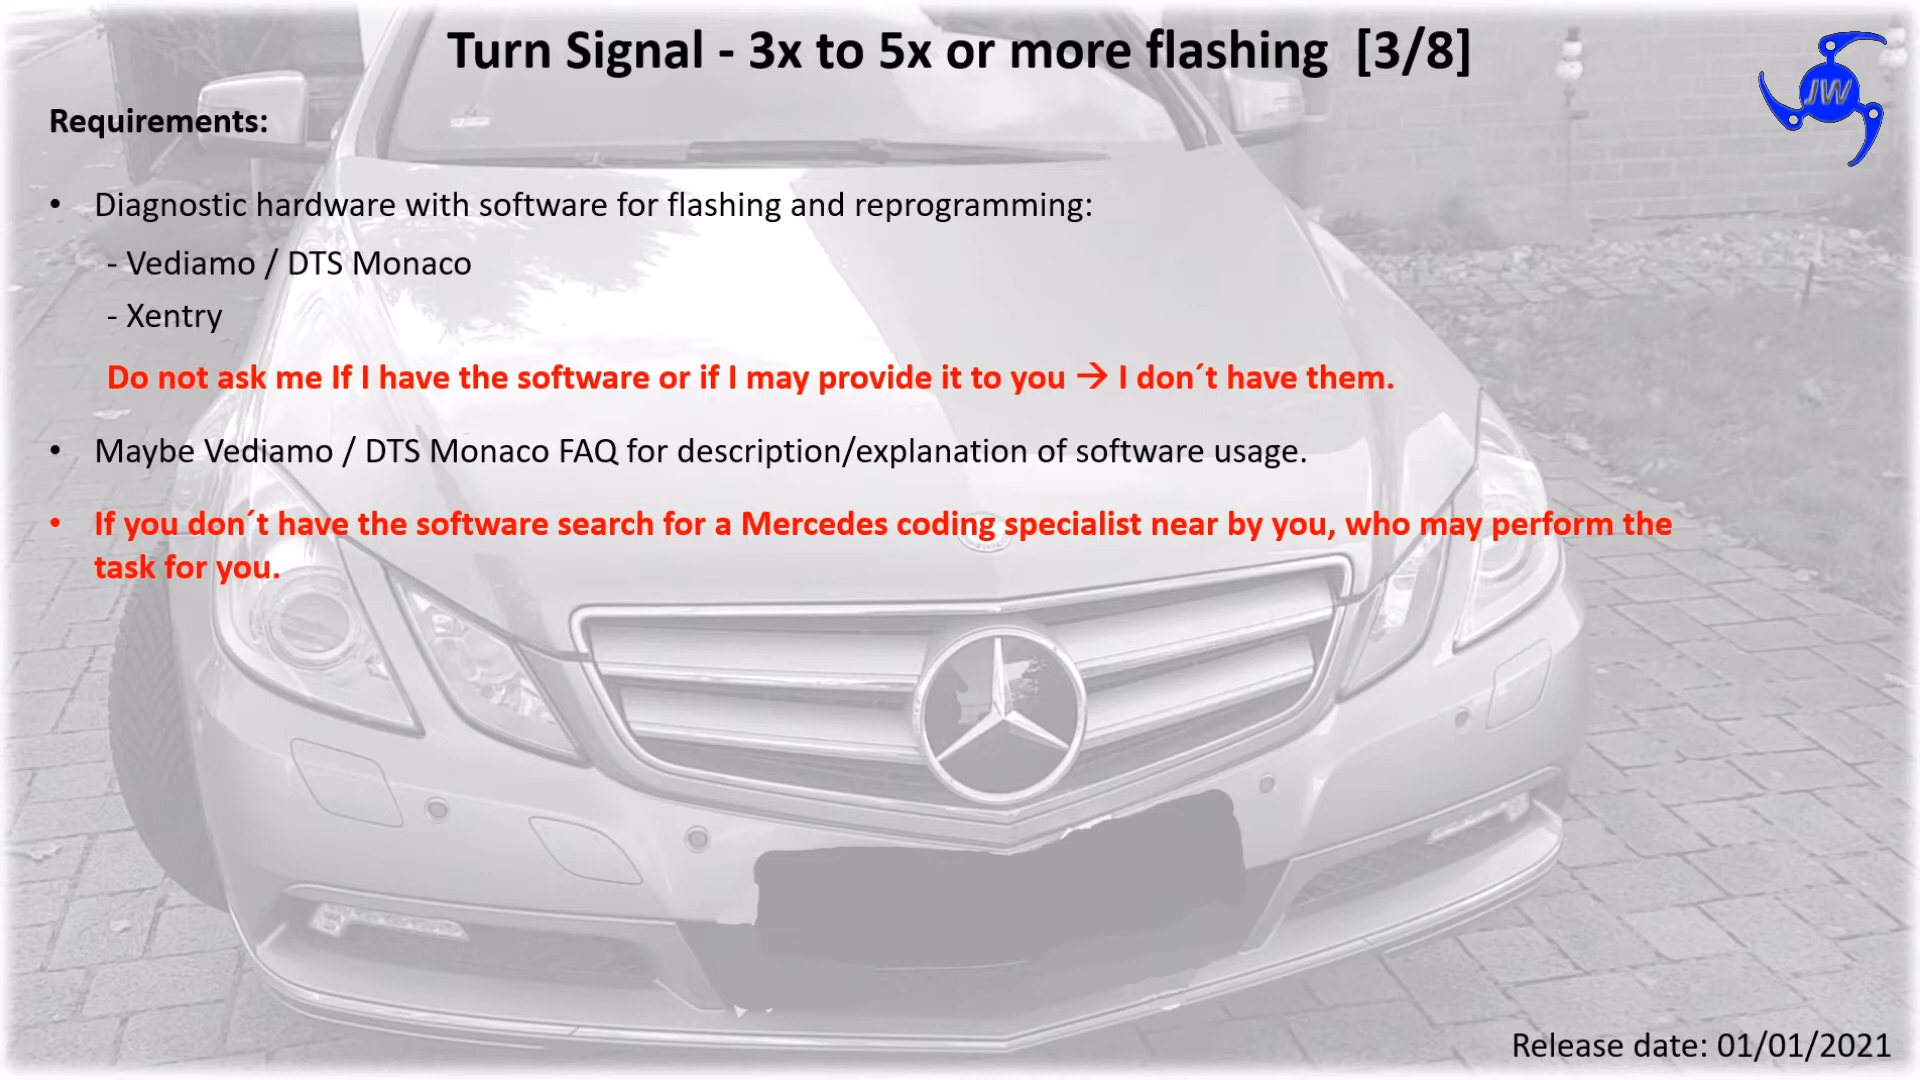 Turn Signal - 3x to 5x or more flashing [3/8]
JW
Requirements:
• Diagnostic hardware with software for flashing and reprogramming:
- Vediamo / DTS Monaco
- Xentry
Do not ask me If I have the software or if I may provide it to you → I don´t have them.
• Maybe Vediamo / DTS Monaco FAQ for description/explanation of software usage.
• If you don´t have the software search for a Mercedes coding specialist near by you, who may perform the
task for you.
Release date: 01/01/2021